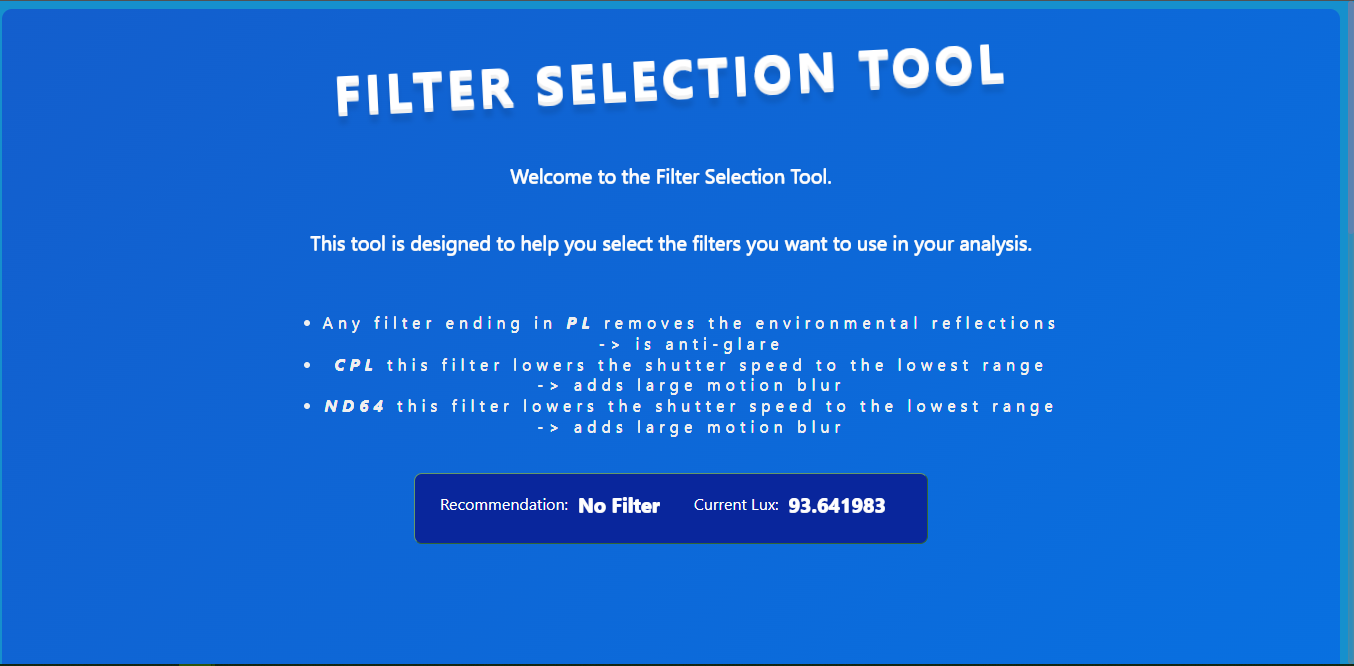 FILTER SELECTION TOOL
Welcome to the Filter Selection Tool.
This tool is designed to help you select the filters you want to use in your analysis.
• Any filter ending in PL removes the environmental reflections
-> is anti-glare
• CPL this filter lowers the shutter speed to the lowest range
-> adds large motion blur
• ND64 this filter lowers the shutter speed to the lowest range
-> adds large motion blur
Recommendation: No Filter Current Lux: 93.641983